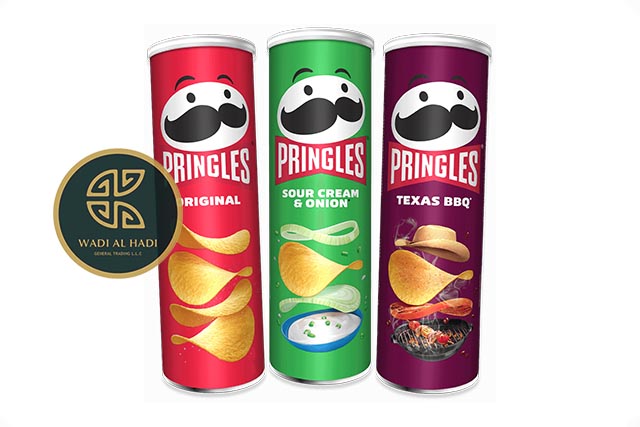 PRINGLES
ORIGINAL
PRINGLES
SOUR CREAM
& ONION
PRINGLES
TEXAS BBQ
WADI AL HADI
GENERAL TRADING L.L.C